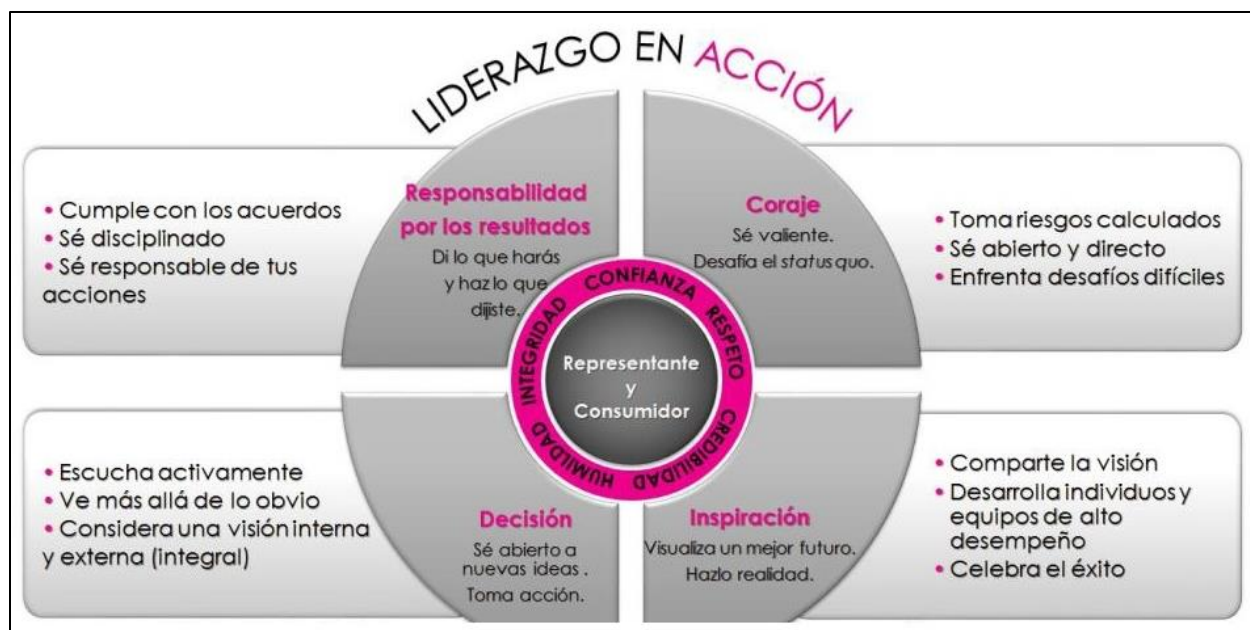 LIDERAZGO EN ACCIÓN
• Cumple con los acuerdos
• Sé disciplinado
• Sé responsable de tus
acciones
Responsabilidad
por los resultados
Di lo que harás
y haz lo que
dijiste.
Coraje
Sé valiente.
Desafía el status quo.
• Toma riesgos calculados
• Sé abierto y directo
• Enfrenta desafíos difíciles
INTEGRIDAD CONFIANZA RESPETO CREDIBILIDAD HUMILDAD
Representante
y
Consumidor
• Escucha activamente
• Ve más allá de lo obvio
• Considera una visión interna
y externa (integral)
Decisión
Sé abierto a
nuevas ideas .
Toma acción.
Inspiración
Visualiza un mejor futuro.
Hazlo realidad.
• Comparte la visión
• Desarrolla individuos y
equipos de alto
desempeño
• Celebra el éxito